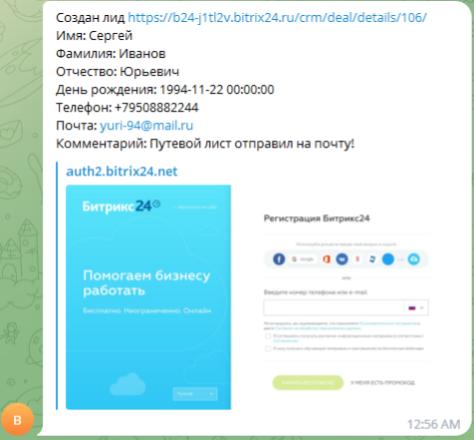 Создан лид https://b24-j1tl2v.bitrix24.ru/crm/deal/details/106/
Имя: Сергей
Фамилия: Иванов
Отчество: Юрьевич
День рождения: 1994-11-22 00:00:00
Телефон: +79508882244
Почта: yuri-94@mail.ru
Комментарий: Путевой лист отправил на почту!
auth2.bitrix24.net
Битрикс24
Регистрация Битрикс24
Google
или
Помогаем бизнесу
работать
Введите номер телефона или e-mail
Бесплатно. Неограниченно. Онлайн
У МЕНЯ ЕСТЬ ПРОМОКОД
B
12:56 AM